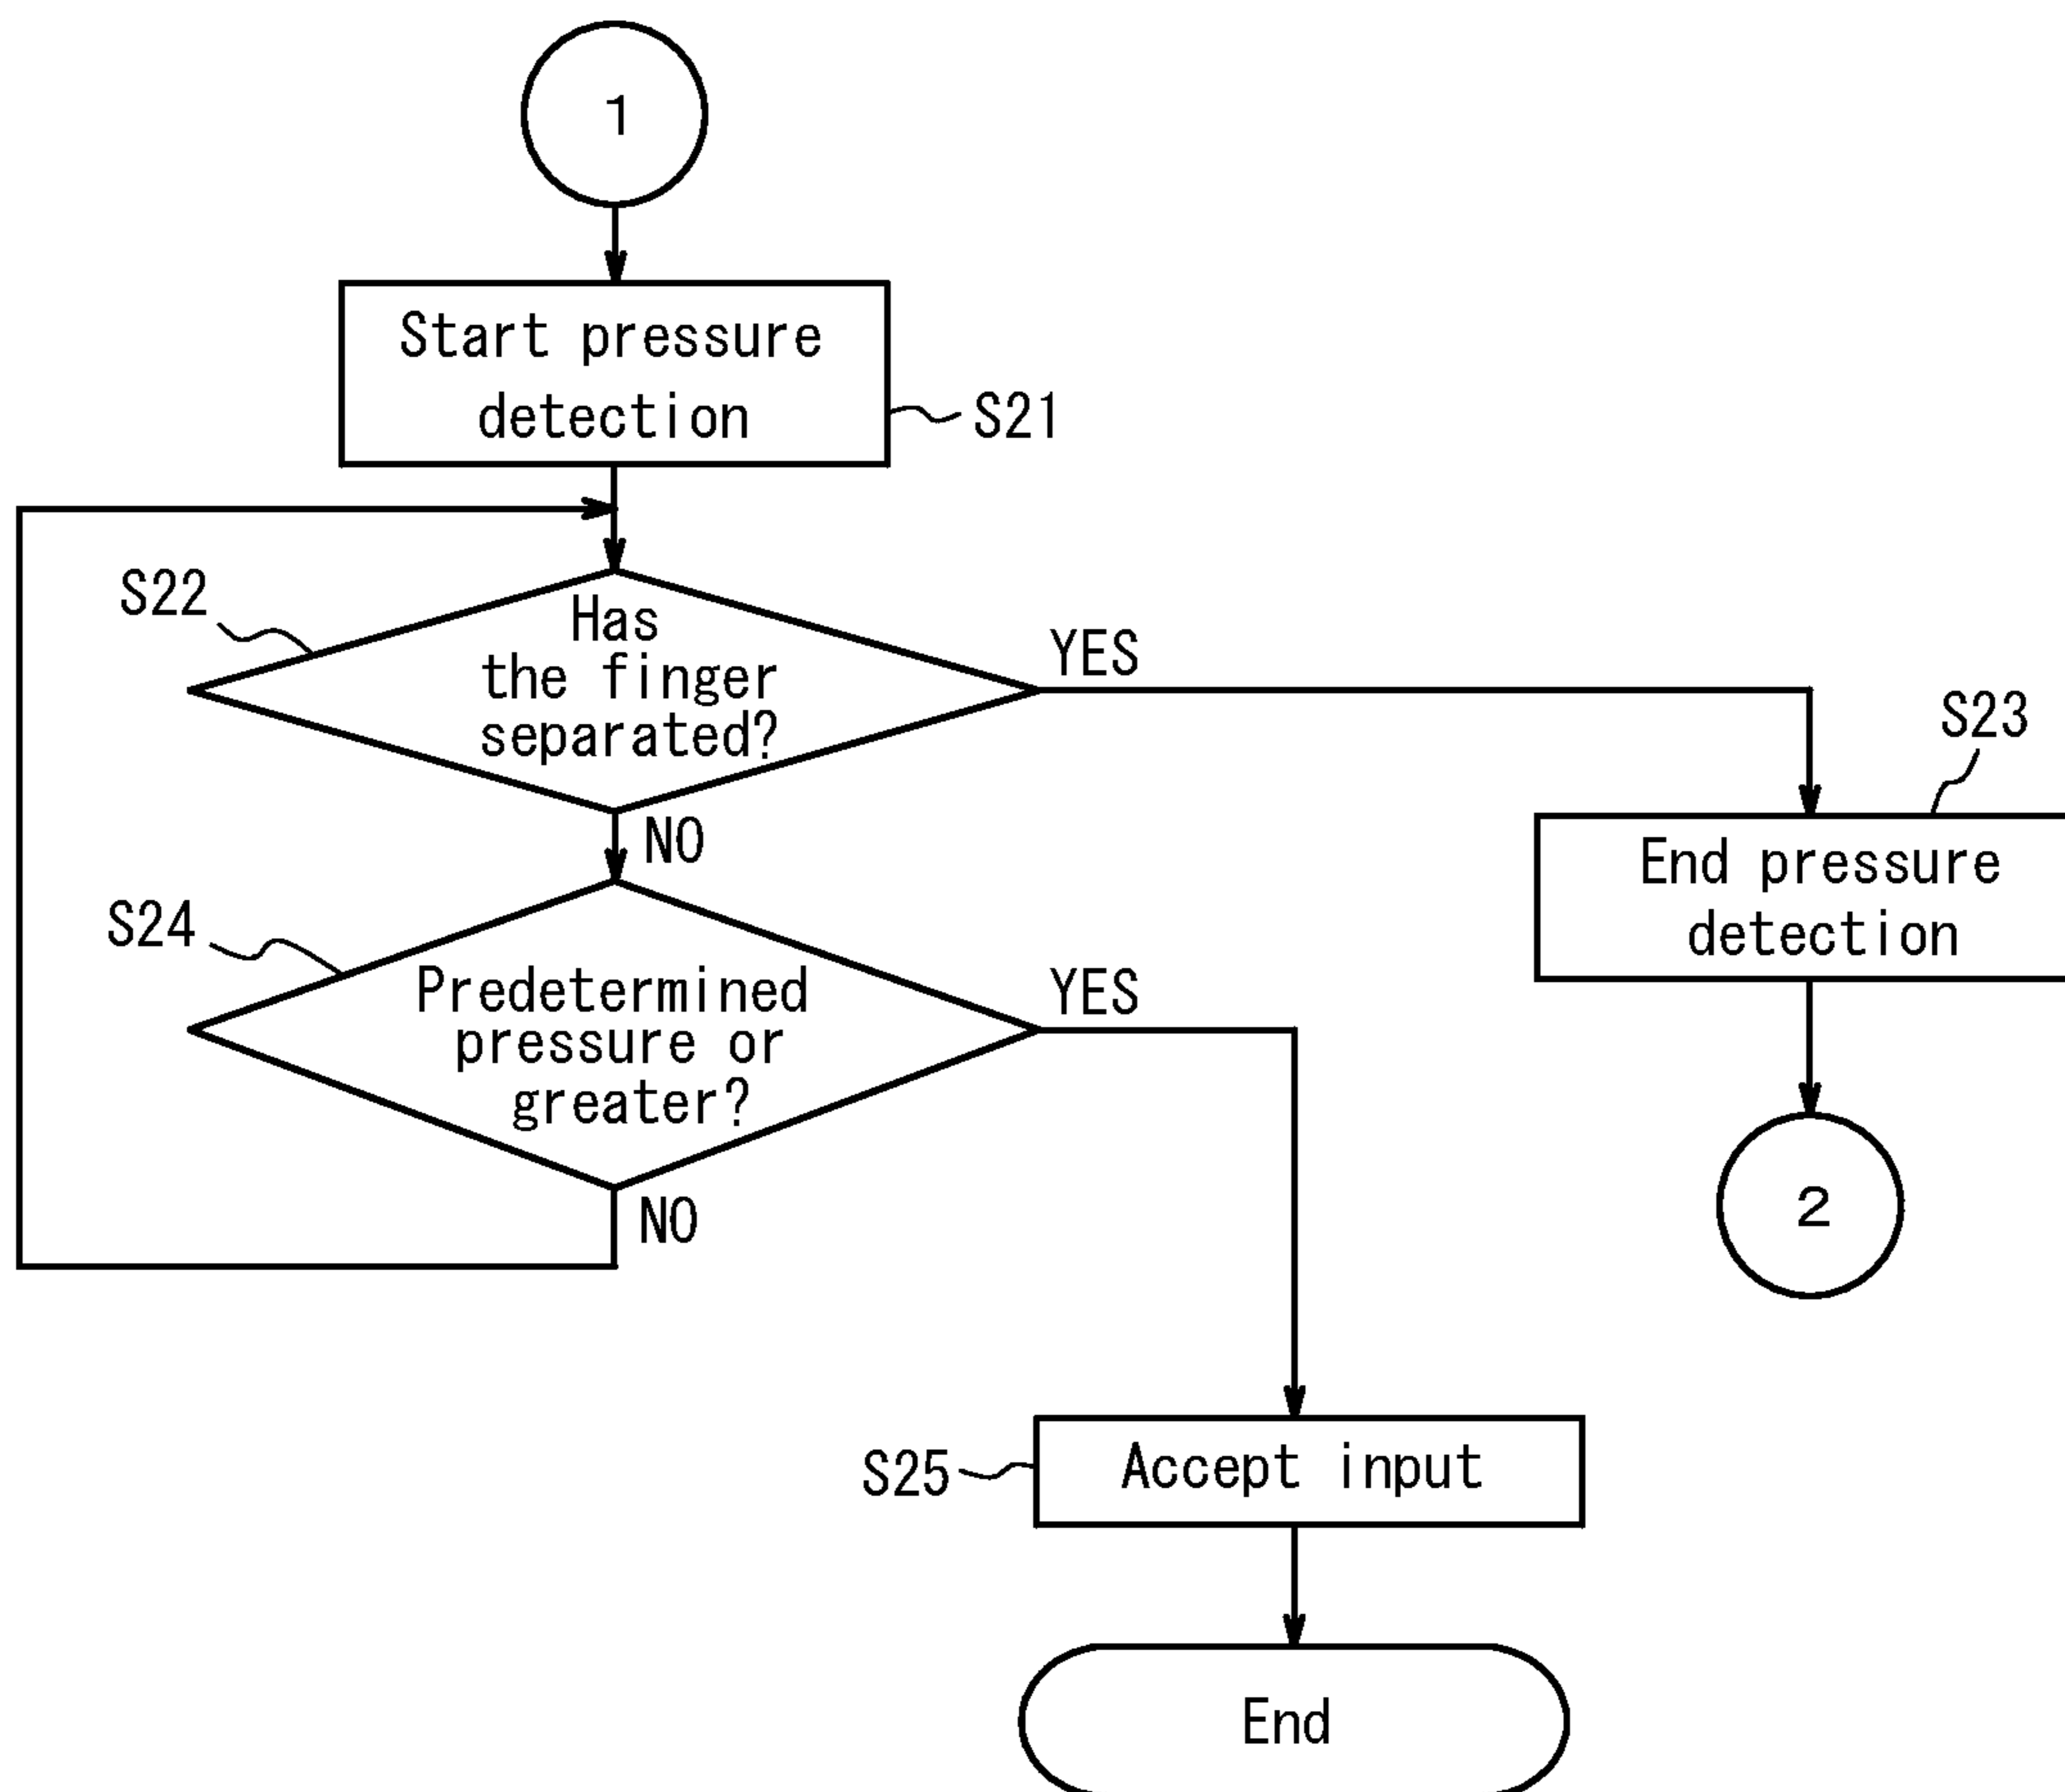 1
Start pressure
detection
S21
S22
Has
the finger
separated?
YES
S23
End pressure
detection
NO
S24
Predetermined
pressure or
greater?
YES
NO
2
S25
Accept input
End